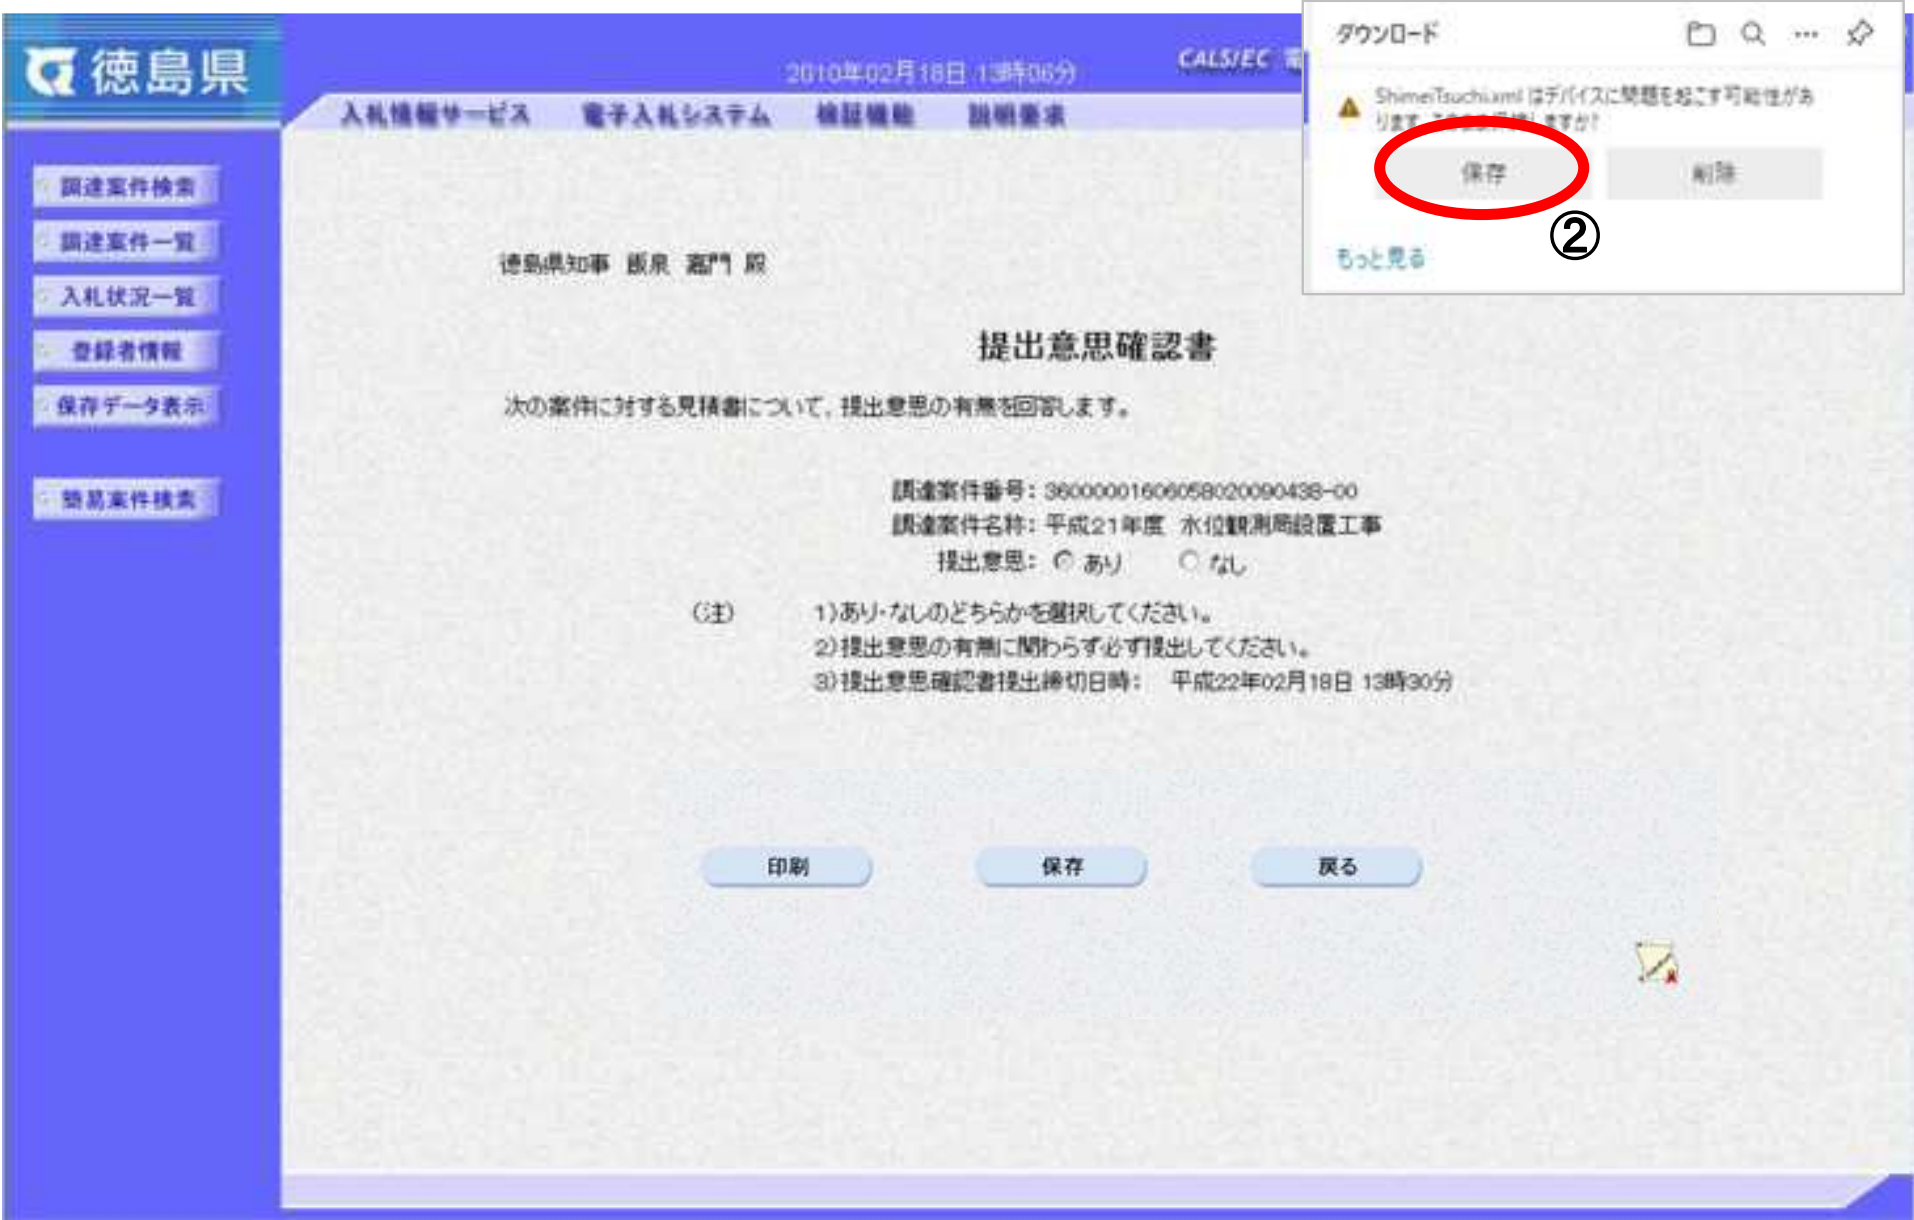 徳島県
2010年02月18日 13時06分
CALS/EC 電
入札情報サービス 電子入札システム 検証機能 説明要求
調達案件検索
調達案件一覧
入札状況一覧
登録者情報
保存データ表示
簡易案件検索
ダウンロード
ShimeiTsuchi.xml はデバイスに問題を起こす可能性があ
ります。このまま保存しますか?
保存 削除
②
もっと見る
徳島県知事 飯泉 嘉門 殿
提出意思確認書
次の案件に対する見積書について、提出意思の有無を回答します。
調達案件番号: 36000001606058020090438-00
調達案件名称: 平成21年度 水位観測局設置工事
提出意思: あり なし
(注) 1)あり・なしのどちらかを選択してください。
2)提出意思の有無に関わらず必ず提出してください。
3)提出意思確認書提出締切日時: 平成22年02月18日 13時30分
印刷 保存 戻る